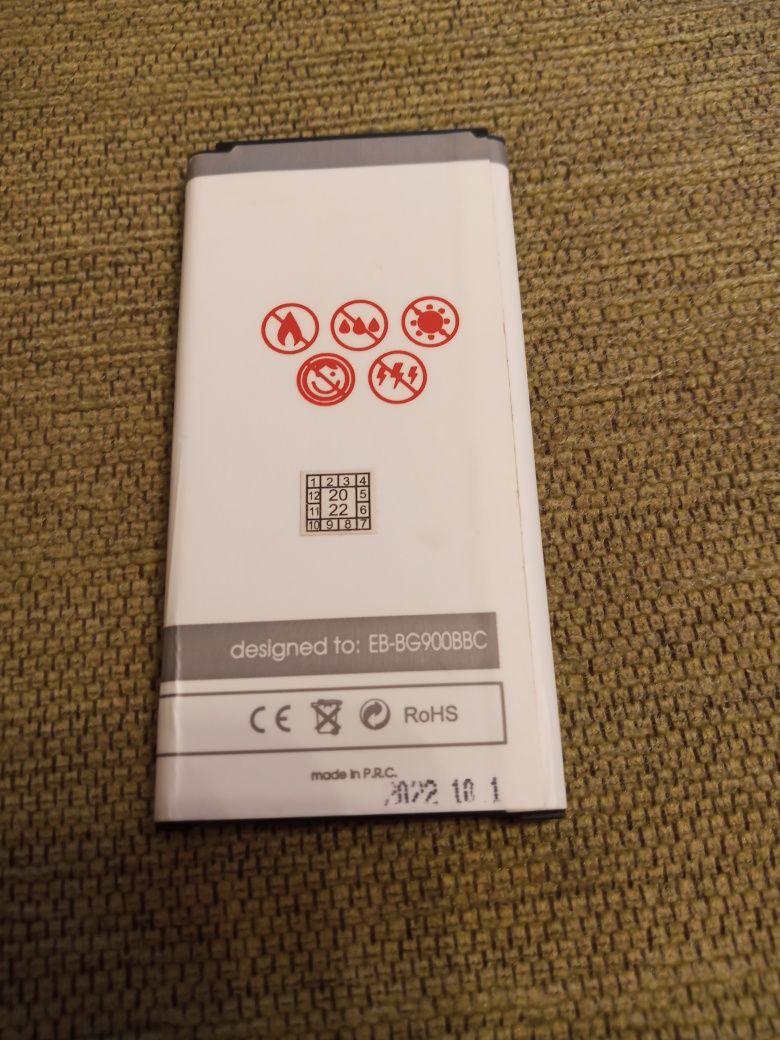 1 2 3 4
12 20 5
11 22 6
10 9 8 7
designed to: EB-BG900BBC
CE RoHS
made in P.R.C.
2022 10 1